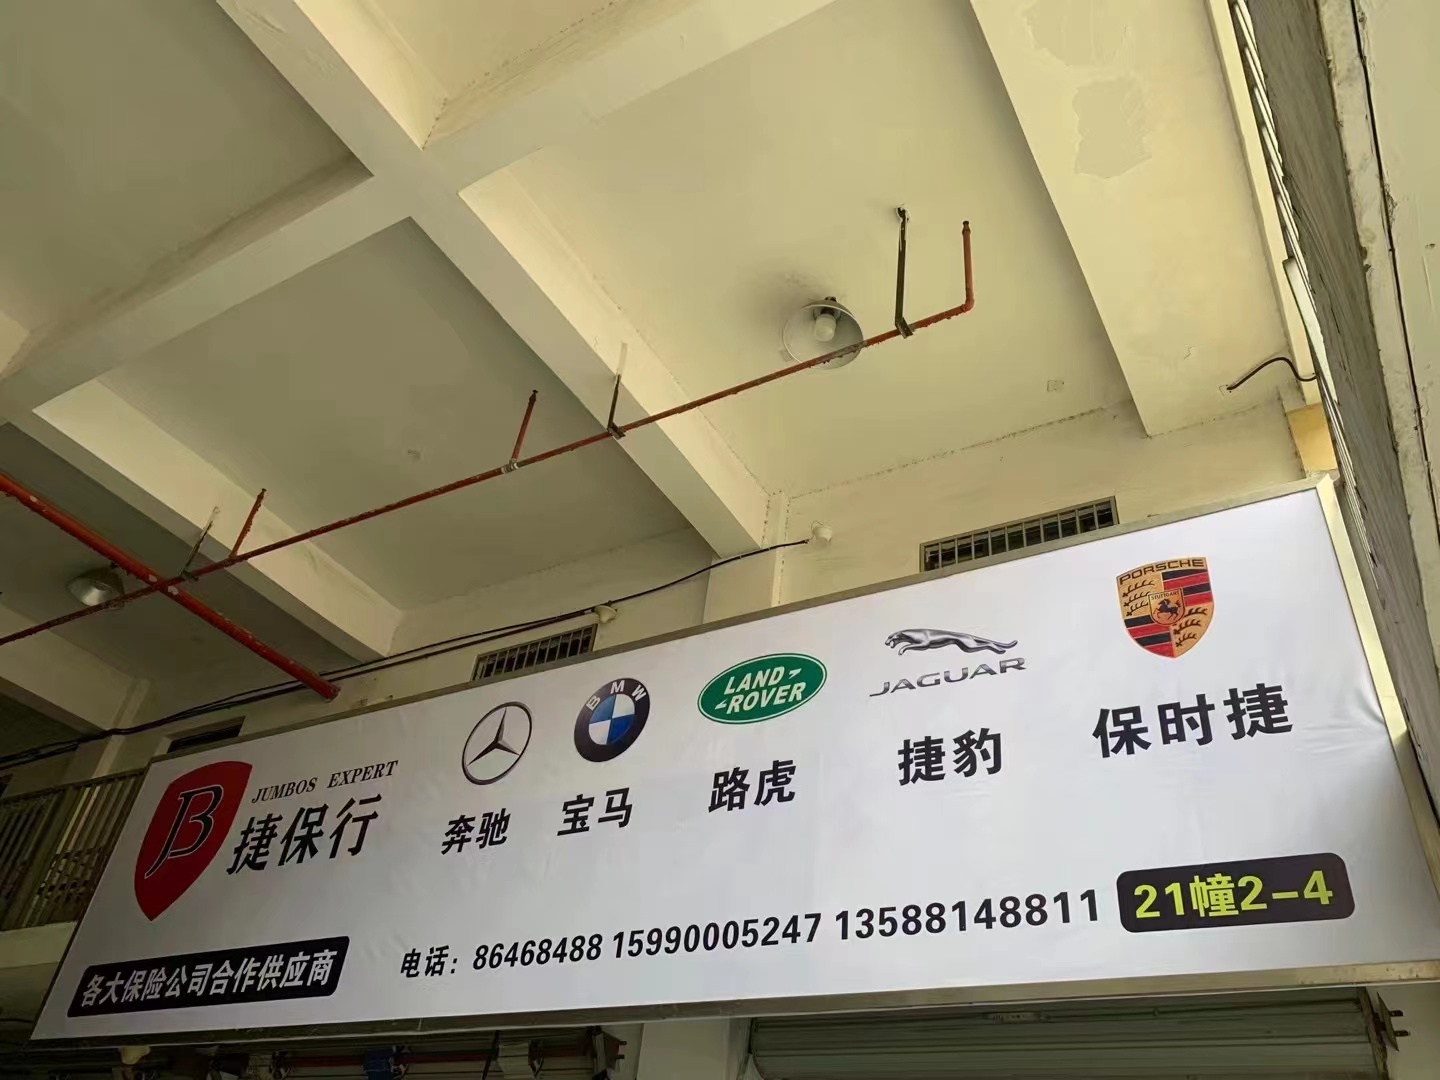 B
JUMBOS EXPERT
捷保行
奔驰
BMW
宝马
LAND
ROVER
路虎
JAGUAR
捷豹
PORSCHE
STUTTGART
保时捷
各大保险公司合作供应商
电话：86468488 15990005247 13588148811
21幢2-4